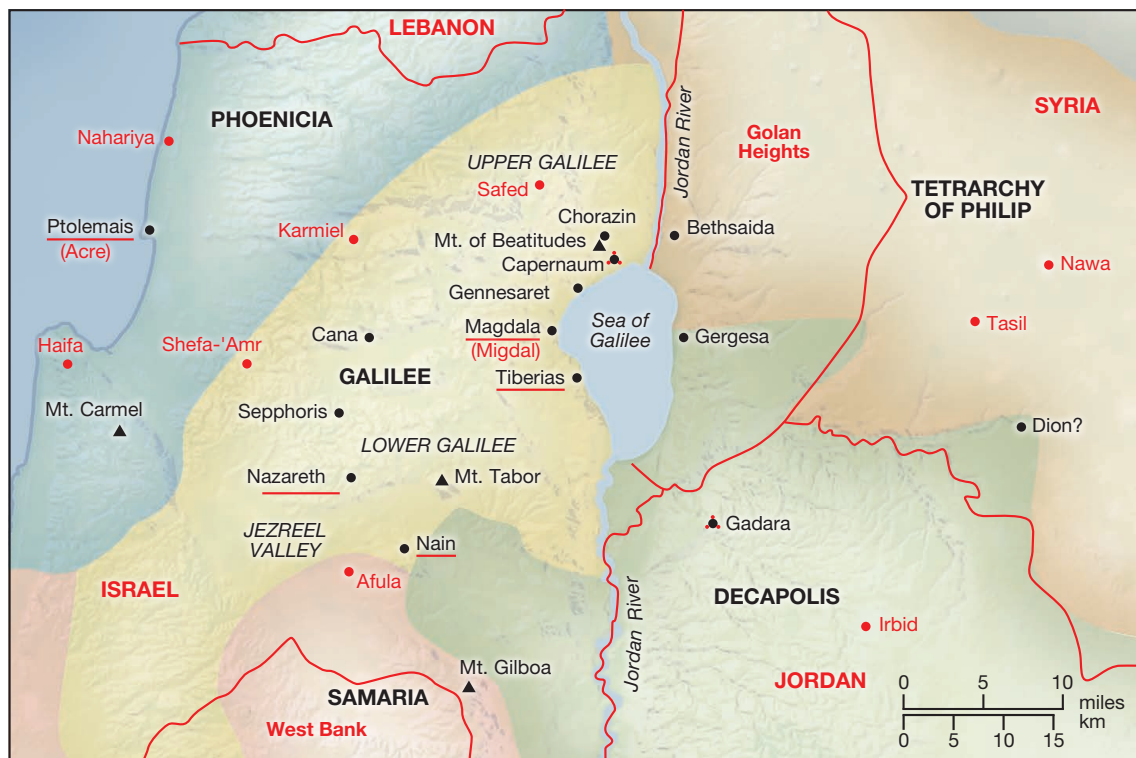 LEBANON
PHOENICIA
Nahariya
Jordan River
Golan
Heights
SYRIA
UPPER GALILEE
Safed
TETRARCHY
OF PHILIP
Ptolemais
(Acre)
Karmiel
Chorazin
Mt. of Beatitudes
Capernaum
Bethsaida
Nawa
Gennesaret
Tasil
Haifa
Shefa-'Amr
Cana
Magdala
(Migdal)
Sea of
Galilee
Gergesa
GALILEE
Tiberias
Mt. Carmel
Sepphoris
Dion?
LOWER GALILEE
Nazareth
Mt. Tabor
JEZREEL
VALLEY
Nain
Gadara
ISRAEL
Afula
Jordan River
DECAPOLIS
Irbid
Mt. Gilboa
SAMARIA
West Bank
JORDAN
0 5 10
miles
km
0 5 10 15